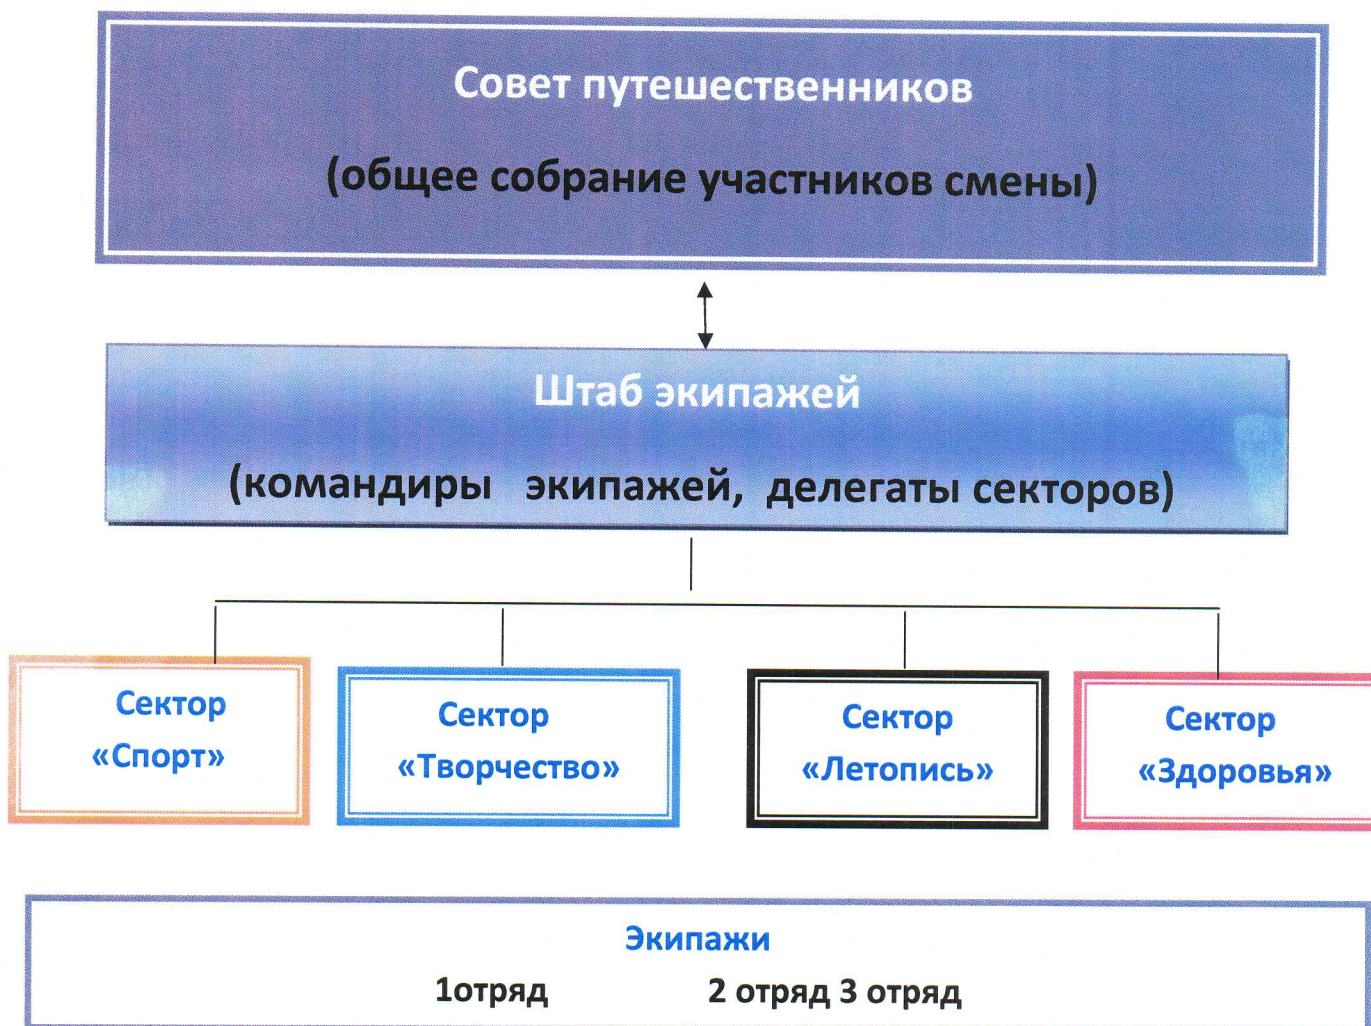 Совет путешественников
(общее собрание участников смены)
Штаб экипажей
(командиры экипажей, делегаты секторов)
Сектор
«Спорт»
Сектор
«Творчество»
Сектор
«Летопись»
Сектор
«Здоровья»
Экипажи
1отряд 2 отряд 3 отряд